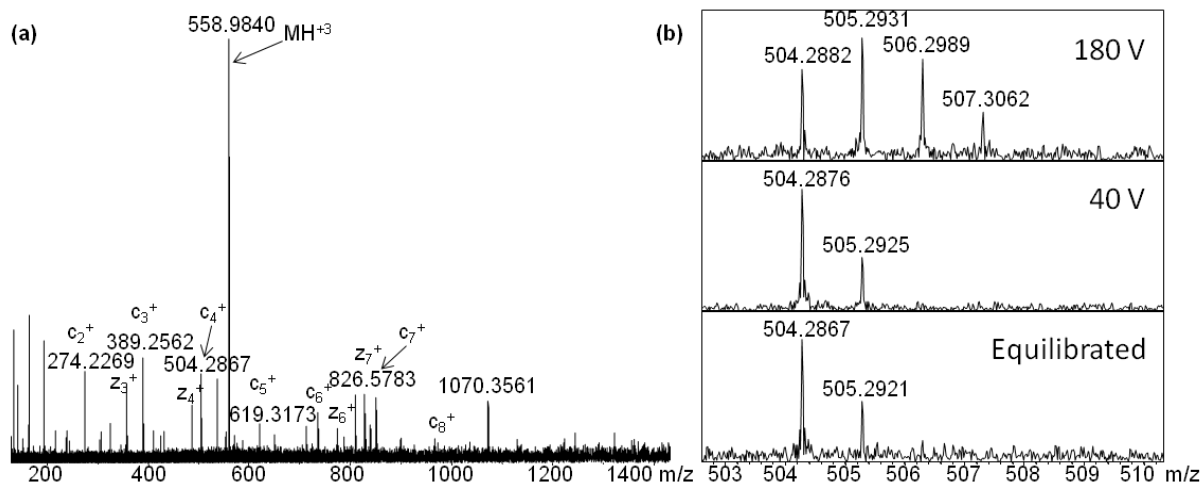 (a)
558.9840
MH+3
c4+
c3+
c2+
389.2562
504.2867
274.2269
z3+
z4+
c5+
619.3173
c6+
z6+
z7+
c7+
826.5783
1070.3561
c8+
200 400 600 800 1000 1200 1400 m/z
(b)
505.2931
504.2882
506.2989
507.3062
180 V
504.2876
505.2925
40 V
504.2867
505.2921
Equilibrated
503 504 505 506 507 508 509 510 m/z